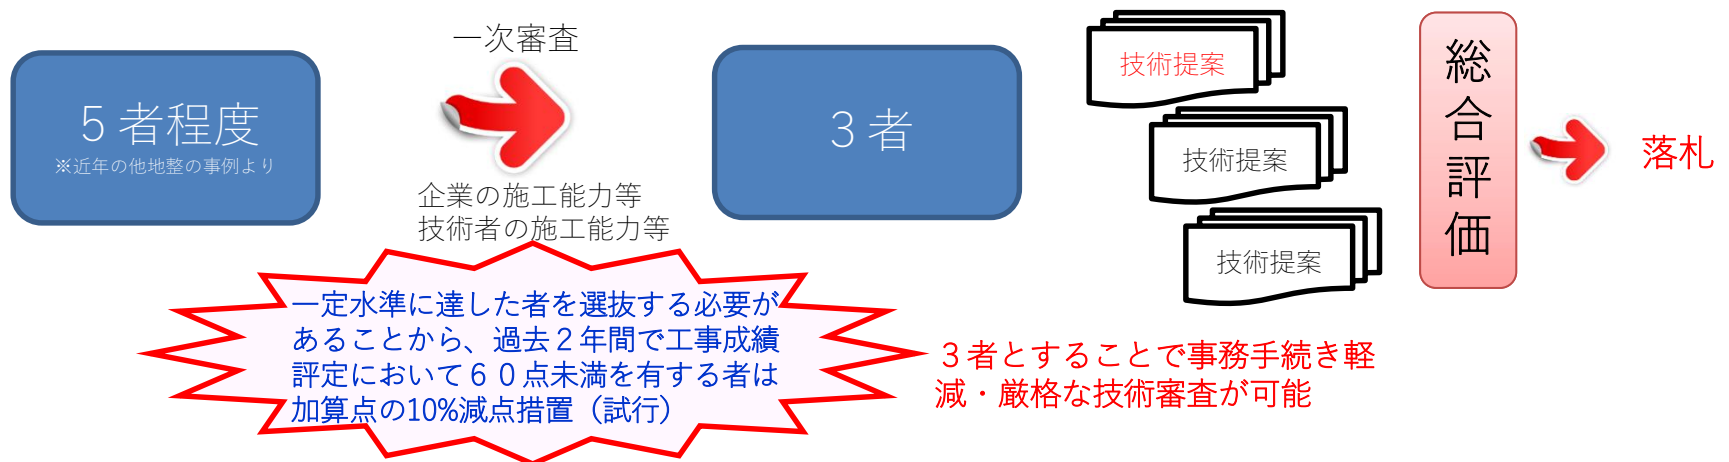 ５者程度
※近年の他地整の事例より
一次審査
企業の施工能力等
技術者の施工能力等
３者
技術提案
技術提案
技術提案
総合評価
落札
一定水準に達した者を選抜する必要が
あることから、過去２年間で工事成績
評定において６０点未満を有する者は
加算点の10%減点措置（試行）
３者とすることで事務手続き軽
減・厳格な技術審査が可能